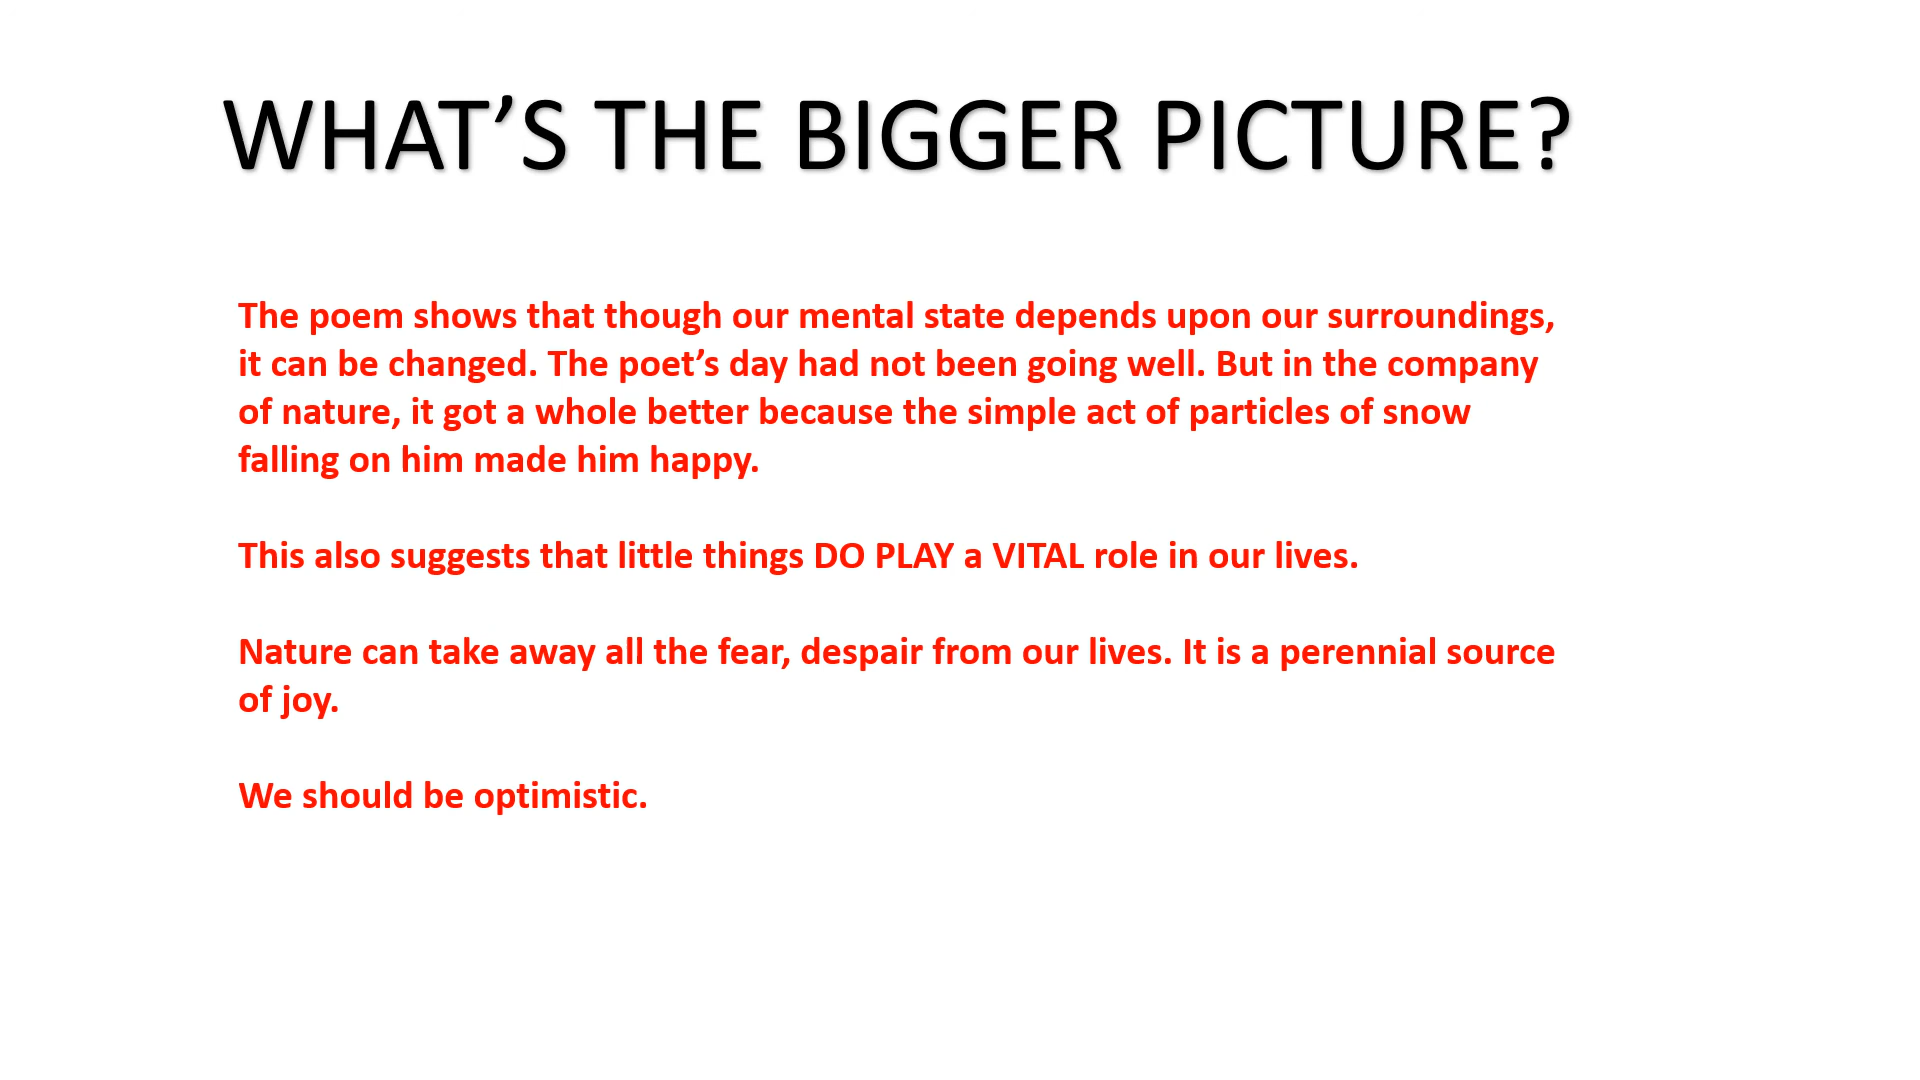 WHAT’S THE BIGGER PICTURE?
The poem shows that though our mental state depends upon our surroundings,
it can be changed. The poet’s day had not been going well. But in the company
of nature, it got a whole better because the simple act of particles of snow
falling on him made him happy.
This also suggests that little things DO PLAY a VITAL role in our lives.
Nature can take away all the fear, despair from our lives. It is a perennial source
of joy.
We should be optimistic.